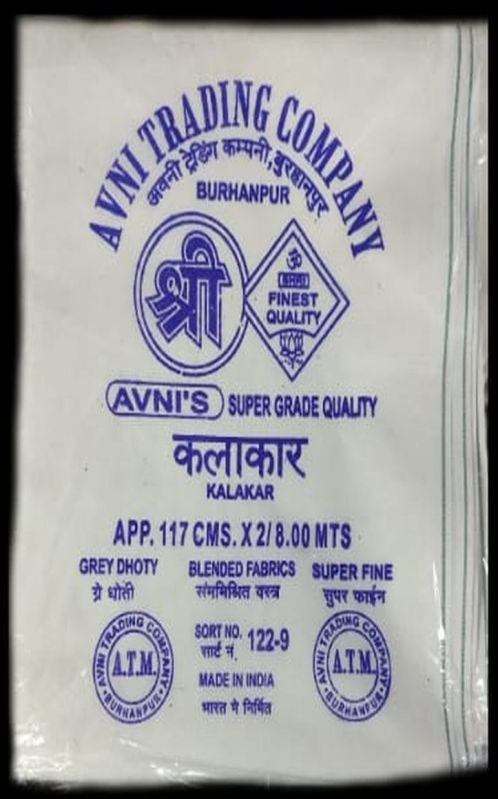 AVNI TRADING COMPANY
अवनी ट्रेडिंग कम्पनी, बुरहानपुर
BURHANPUR
श्री
ॐ
SHRI
FINEST
QUALITY
AVNI'S SUPER GRADE QUALITY
कलाकार
KALAKAR
APP. 117 CMS. X 2/8.00 MTS
GREY DHOTY BLENDED FABRICS SUPER FINE
ग्रे धोती संममिश्रित वस्त्र सुपर फाईन
SORT NO. 122-9
सार्ट नं.
MADE IN INDIA
भारत मे निर्मित
AVNI TRADING COMPANY
A.T.M.
BURHANPUR
AVNI TRADING COMPANY
A.T.M.
BURHANPUR